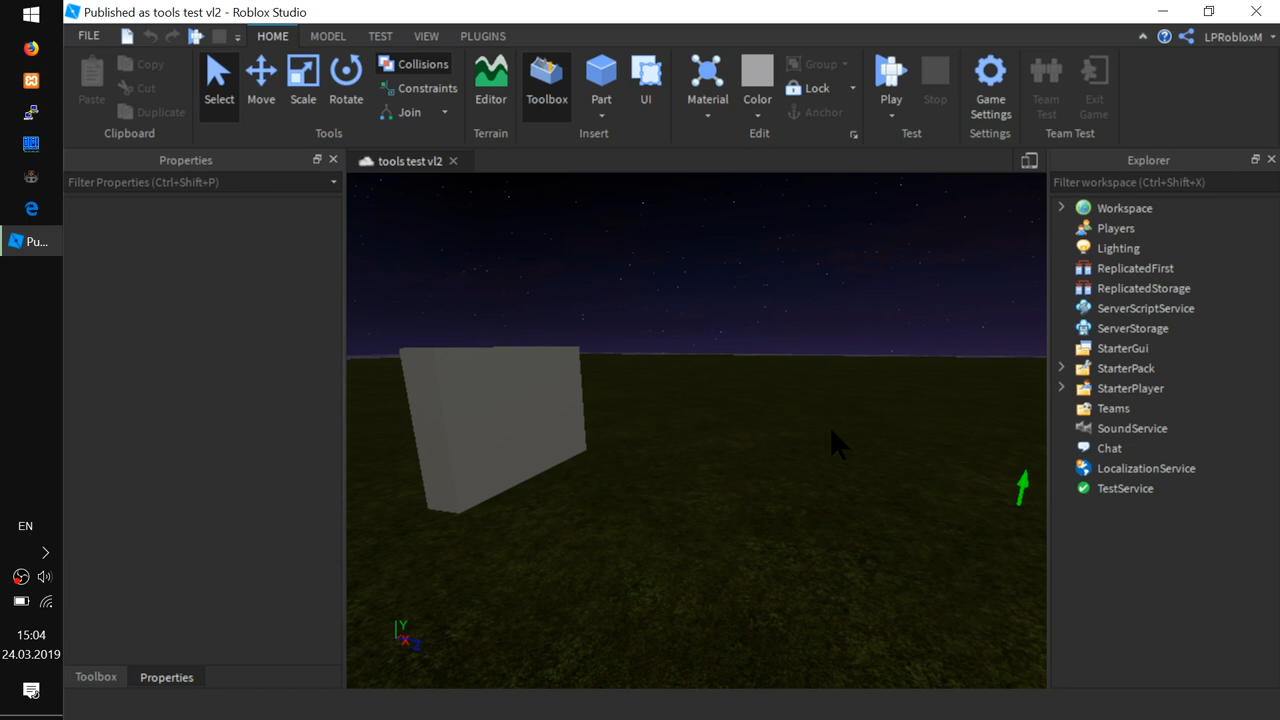 Published as tools test vl2 - Roblox Studio
FILE HOME MODEL TEST VIEW PLUGINS LPRobloxM
Paste Copy Cut Duplicate Clipboard
Select Move Scale Rotate Collisions Constraints Join Tools
Editor Terrain
Toolbox Part UI Insert
Material Color Group Lock Anchor Edit
Play Stop Test
Game Settings Settings
Team Test Exit Game Team Test
Properties
Filter Properties (Ctrl+Shift+P)
tools test vl2
Explorer
Filter workspace (Ctrl+Shift+X)
Workspace
Players
Lighting
ReplicatedFirst
ReplicatedStorage
ServerScriptService
ServerStorage
StarterGui
StarterPack
StarterPlayer
Teams
SoundService
Chat
LocalizationService
TestService
Y
X
Z
Toolbox Properties
Pu...
EN
15:04
24.03.2019